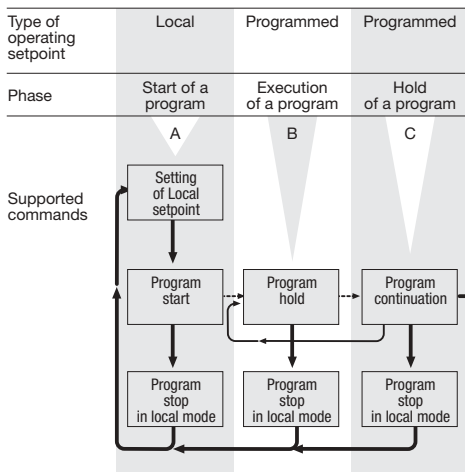 Type of
operating
setpoint
Local
Programmed
Programmed
Phase
Start of a
program
Execution
of a program
Hold
of a program
A
B
C
Supported
commands
Setting
of Local
setpoint
Program
start
Program
hold
Program
continuation
Program
stop
in local mode
Program
stop
in local mode
Program
stop
in local mode